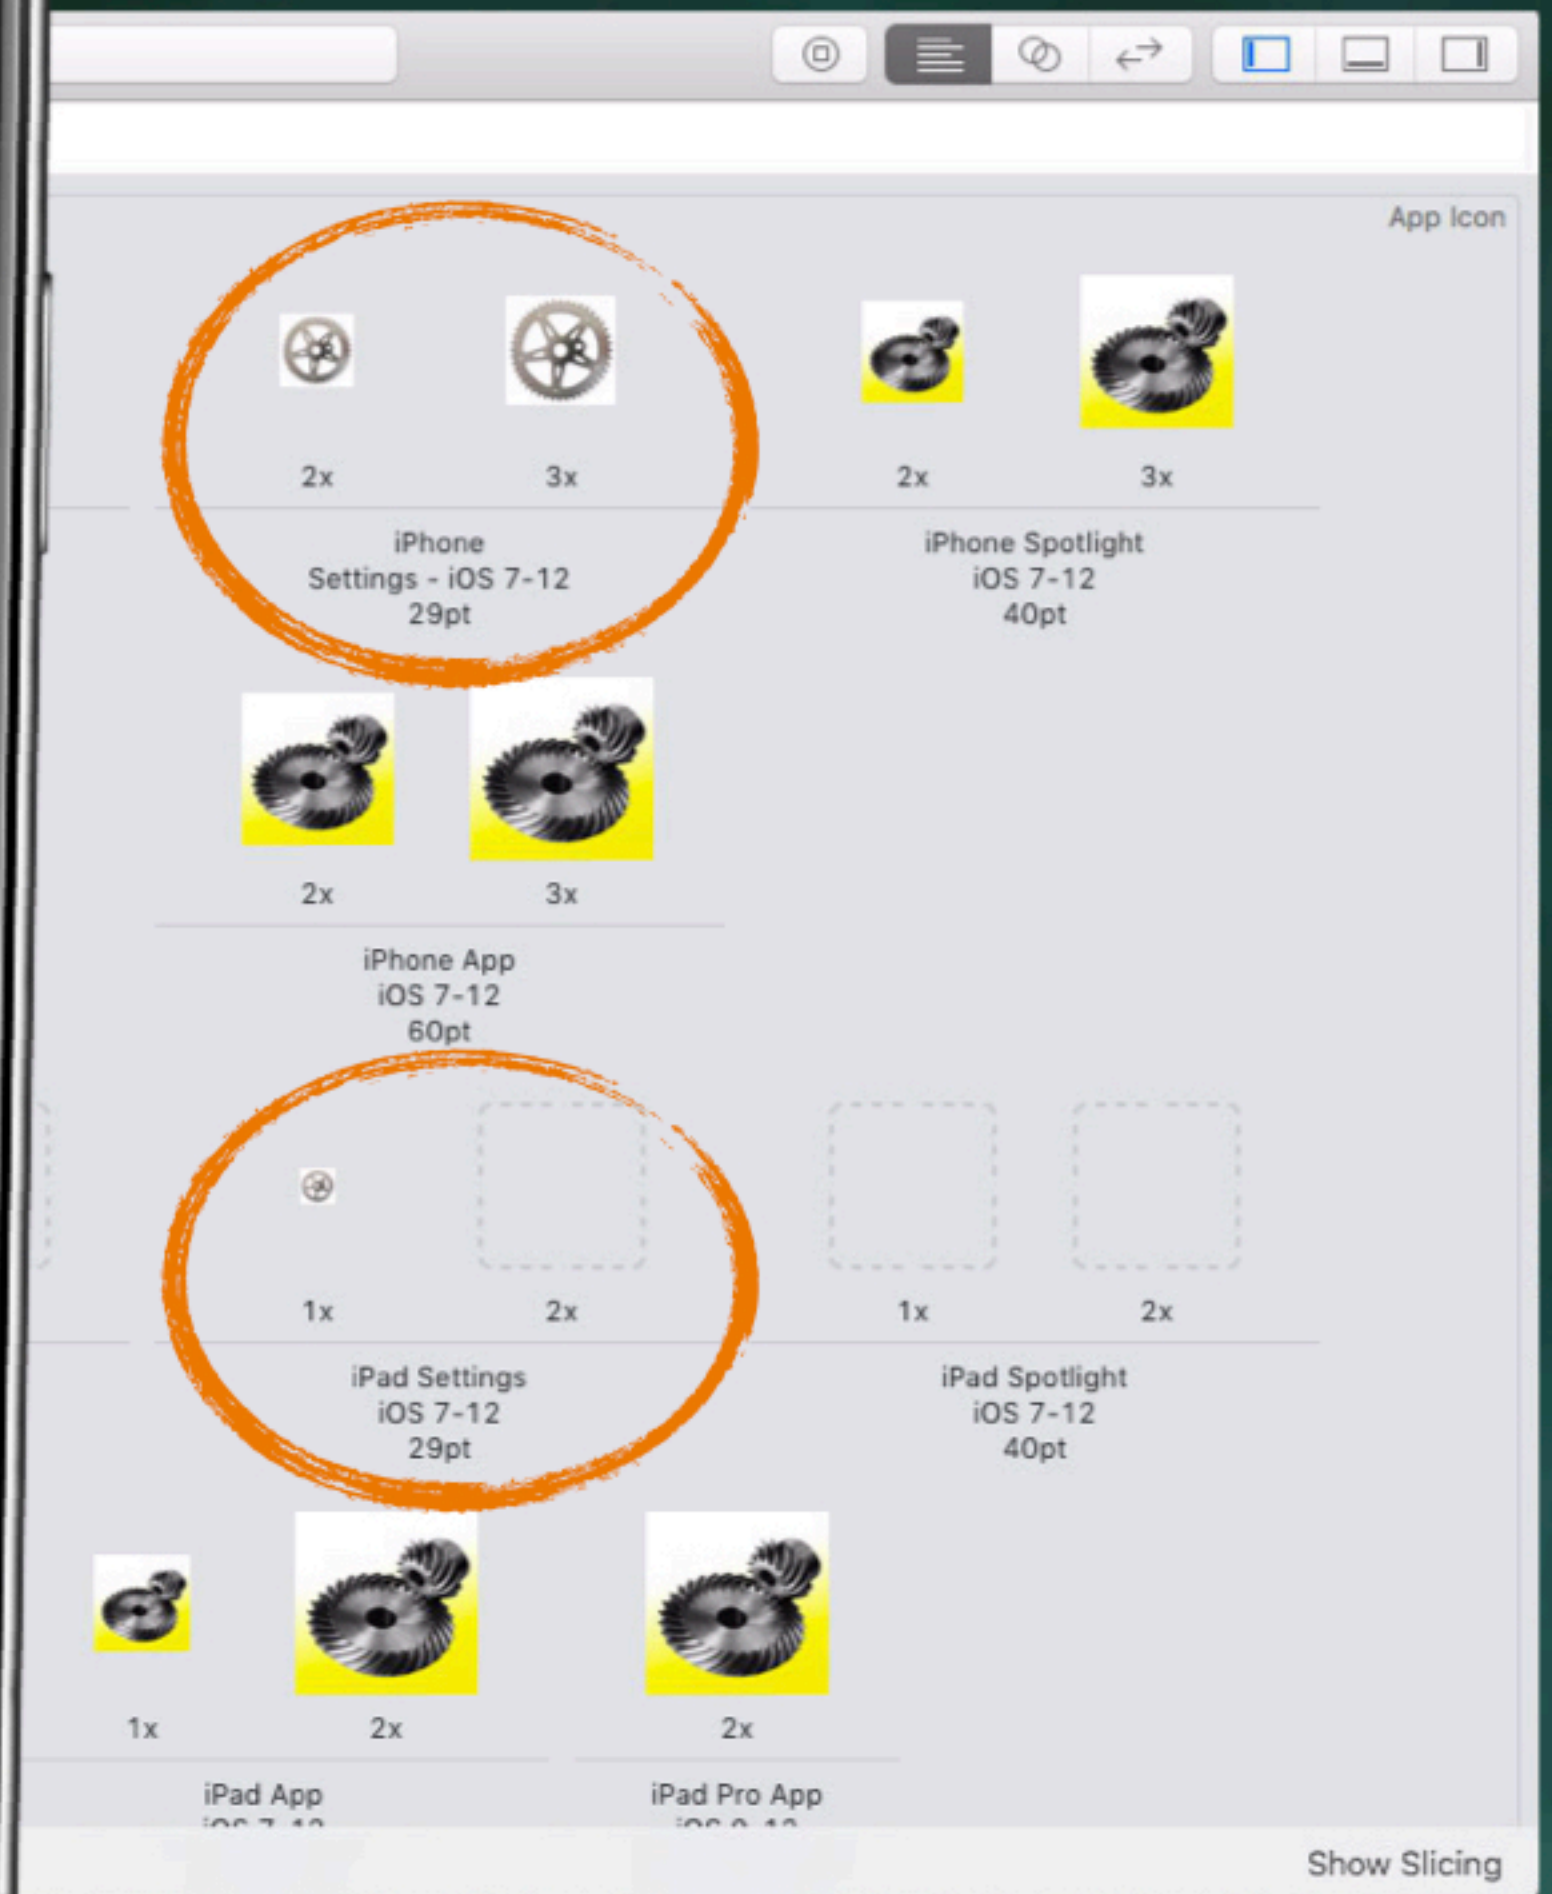 App Icon
2x 3x 2x 3x
iPhone
Settings - iOS 7-12
29pt
iPhone Spotlight
iOS 7-12
40pt
2x 3x
iPhone App
iOS 7-12
60pt
1x 2x 1x 2x
iPad Settings
iOS 7-12
29pt
iPad Spotlight
iOS 7-12
40pt
1x 2x 2x
iPad App
iPad Pro App
Show Slicing